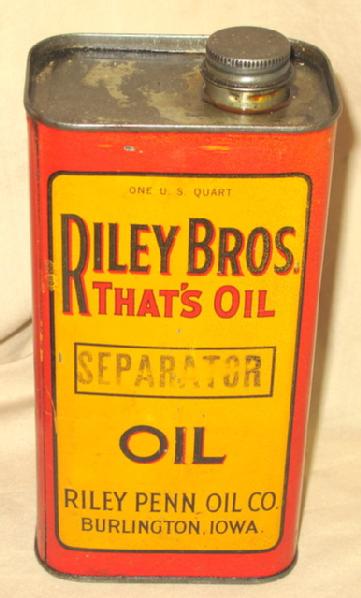 ONE U. S. QUART
RILEY BROS.
THAT'S OIL
SEPARATOR
OIL
RILEY PENN OIL CO.
BURLINGTON, IOWA.